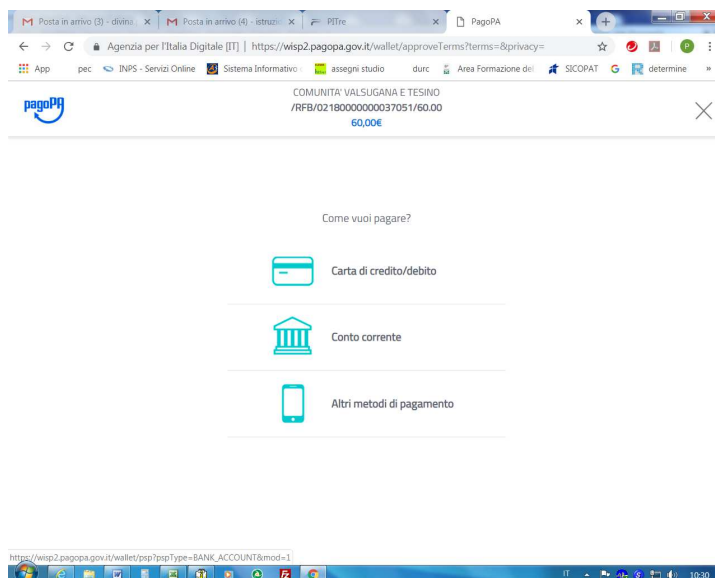 Posta in arrivo (3) - divina
Posta in arrivo (4) - istruzic
PITre
PagoPA
Agenzia per l'Italia Digitale [IT] | https://wisp2.pagopa.gov.it/wallet/approveTerms?terms=&privacy=
App
pec
INPS - Servizi Online
Sistema Informativo
assegni studio
durc
Area Formazione del
SICOPAT
determine
»
pagoPA
COMUNITA' VALSUGANA E TESINO
/RFB/02180000000037051/60.00
60,00€
Come vuoi pagare?
Carta di credito/debito
Conto corrente
Altri metodi di pagamento
https://wisp2.pagopa.gov.it/wallet/psp?pspType=BANK_ACCOUNT&mod=1
IT
10:30